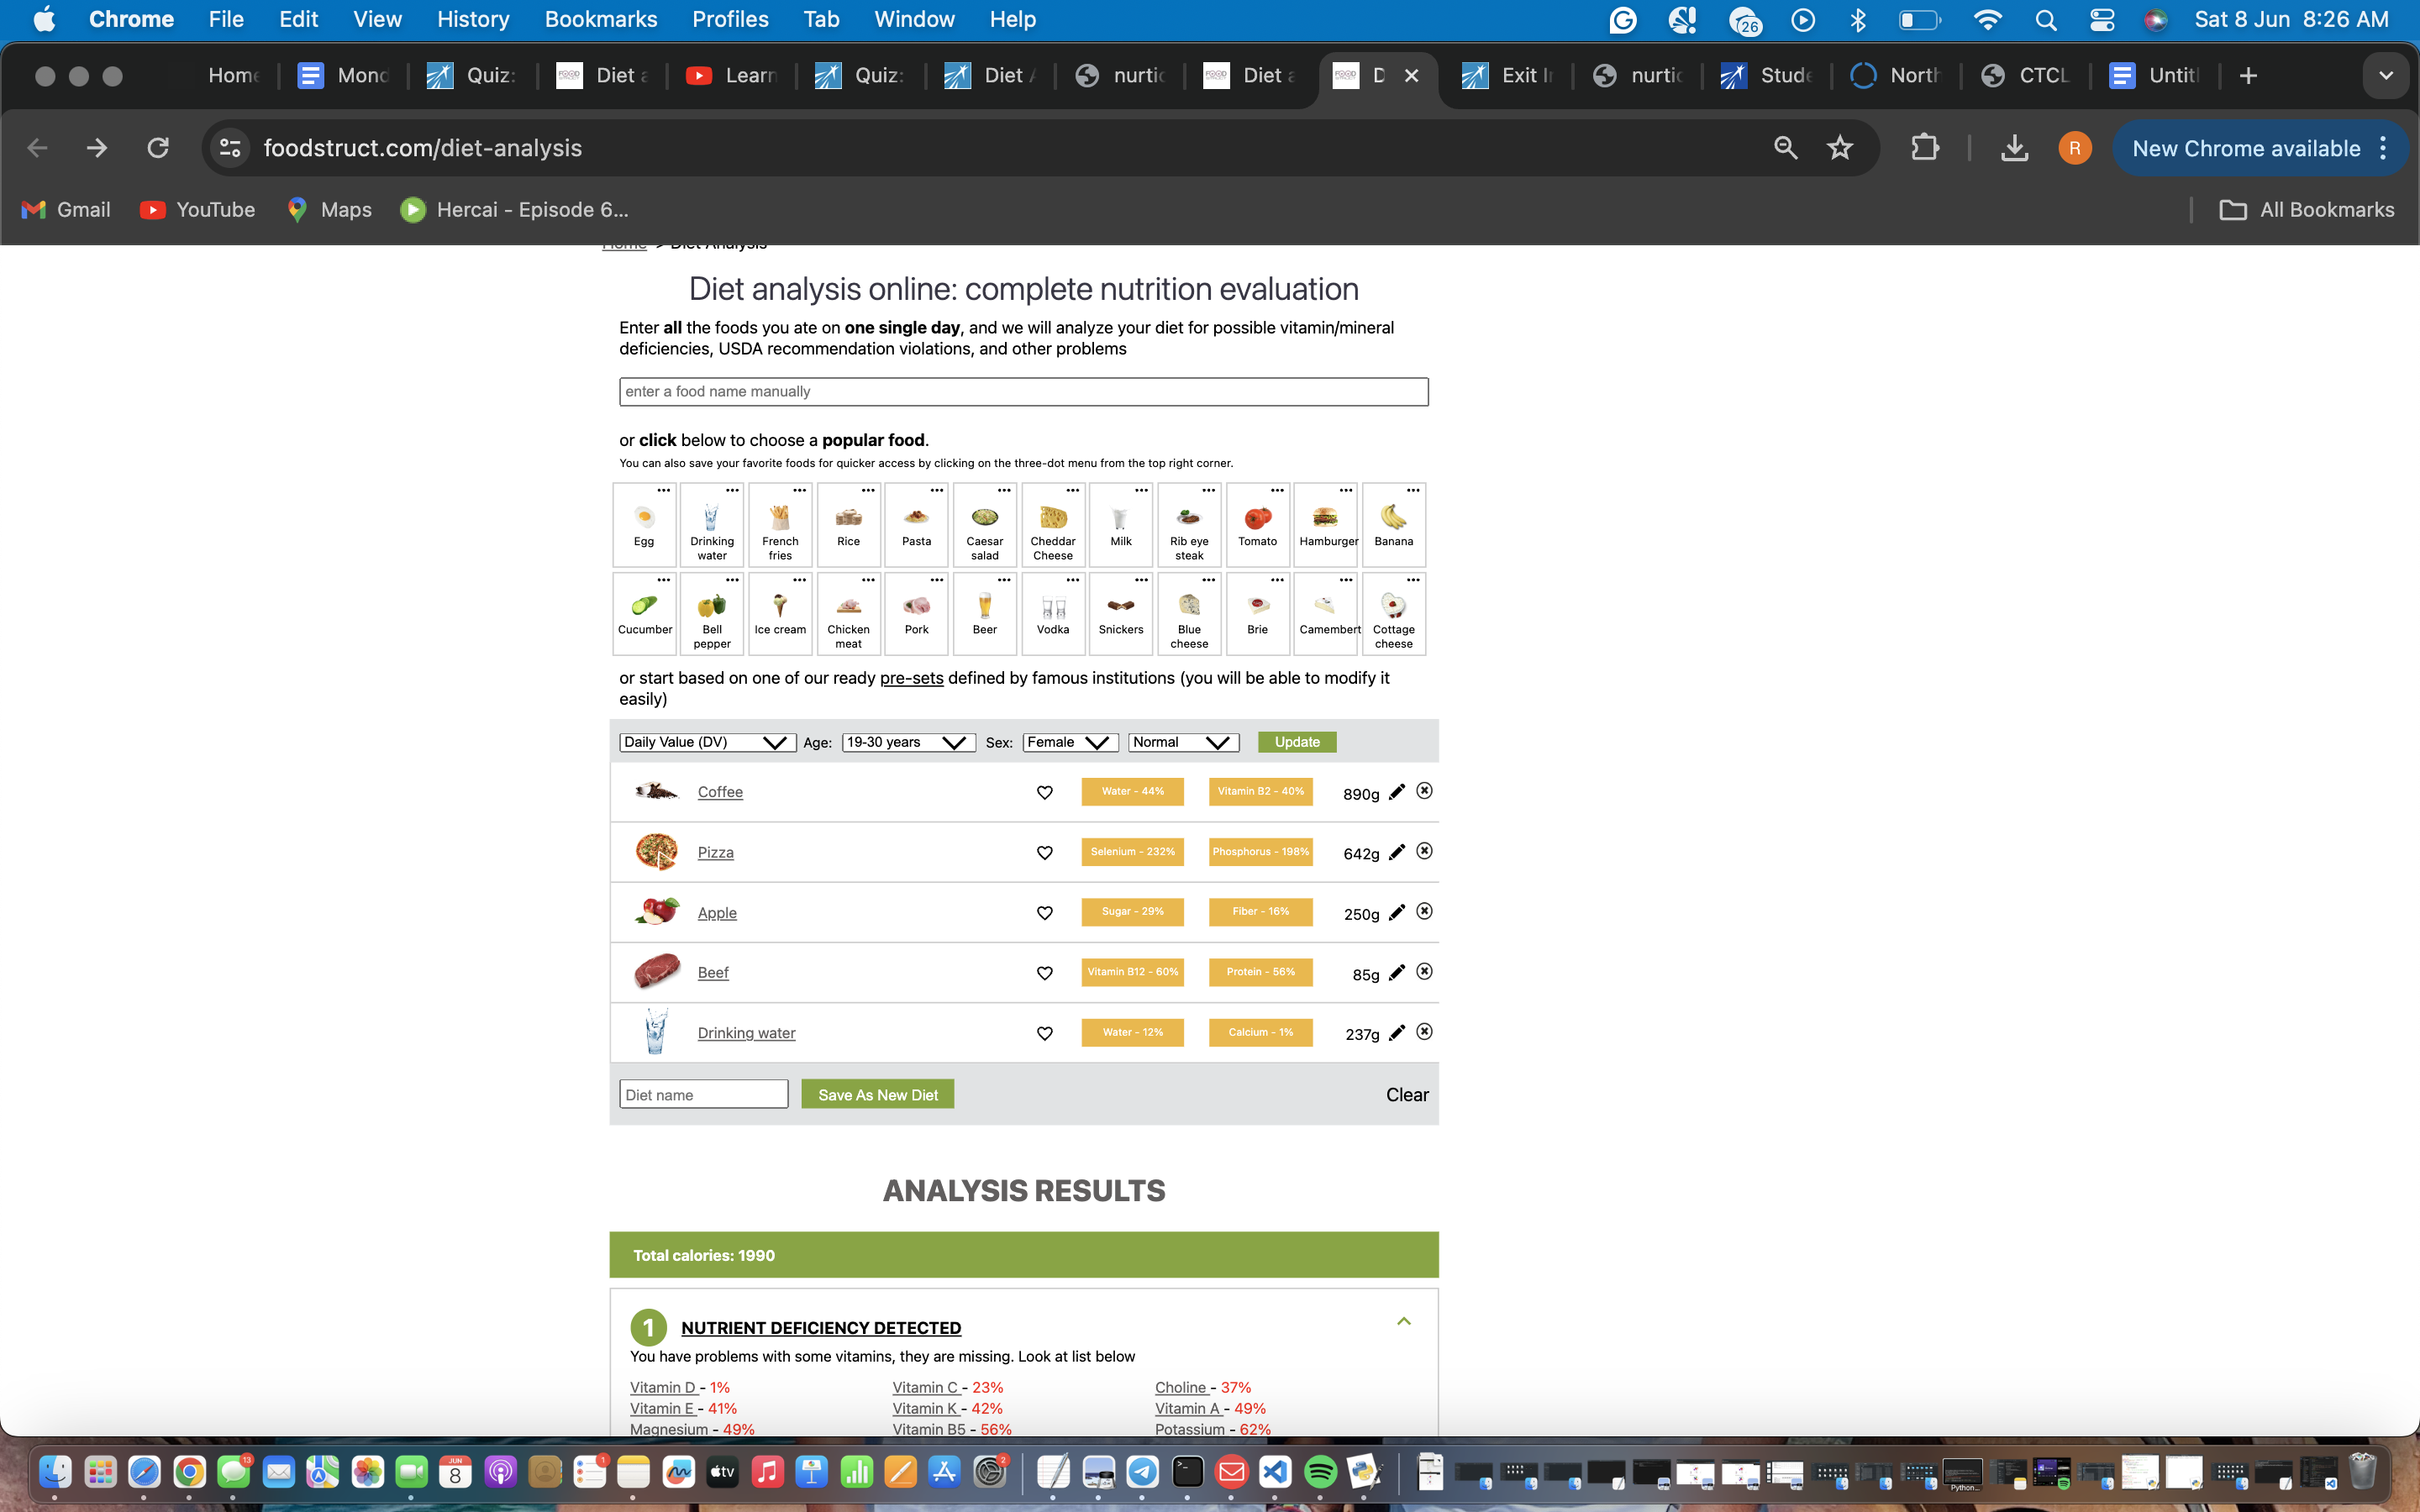 Chrome File Edit View History Bookmarks Profiles Tab Window Help 26 Sat 8 Jun 8:26 AM
Home Mond Quiz: Diet a Learn Quiz: Diet A nurtic Diet a D Exit In nurtic Stude North CTCL Untitl
foodstruct.com/diet-analysis R New Chrome available
Gmail YouTube Maps Hercai - Episode 6... All Bookmarks
Home > Diet Analysis
Diet analysis online: complete nutrition evaluation
Enter all the foods you ate on one single day, and we will analyze your diet for possible vitamin/mineral
deficiencies, USDA recommendation violations, and other problems
enter a food name manually
or click below to choose a popular food.
You can also save your favorite foods for quicker access by clicking on the three-dot menu from the top right corner.
Egg Drinking water French fries Rice Pasta Caesar salad Cheddar Cheese Milk Rib eye steak Tomato Hamburger Banana
Cucumber Bell pepper Ice cream Chicken meat Pork Beer Vodka Snickers Blue cheese Brie Camembert Cottage cheese
or start based on one of our ready pre-sets defined by famous institutions (you will be able to modify it
easily)
Daily Value (DV) Age: 19-30 years Sex: Female Normal Update
Coffee Water - 44% Vitamin B2 - 40% 890g
Pizza Selenium - 232% Phosphorus - 198% 642g
Apple Sugar - 29% Fiber - 16% 250g
Beef Vitamin B12 - 60% Protein - 56% 85g
Drinking water Water - 12% Calcium - 1% 237g
Diet name Save As New Diet Clear
ANALYSIS RESULTS
Total calories: 1990
1 NUTRIENT DEFICIENCY DETECTED
You have problems with some vitamins, they are missing. Look at list below
Vitamin D - 1% Vitamin C - 23% Choline - 37%
Vitamin E - 41% Vitamin K - 42% Vitamin A - 49%
Magnesium - 49% Vitamin B5 - 56% Potassium - 62%
13 JUN 8 1 tv 2 Python